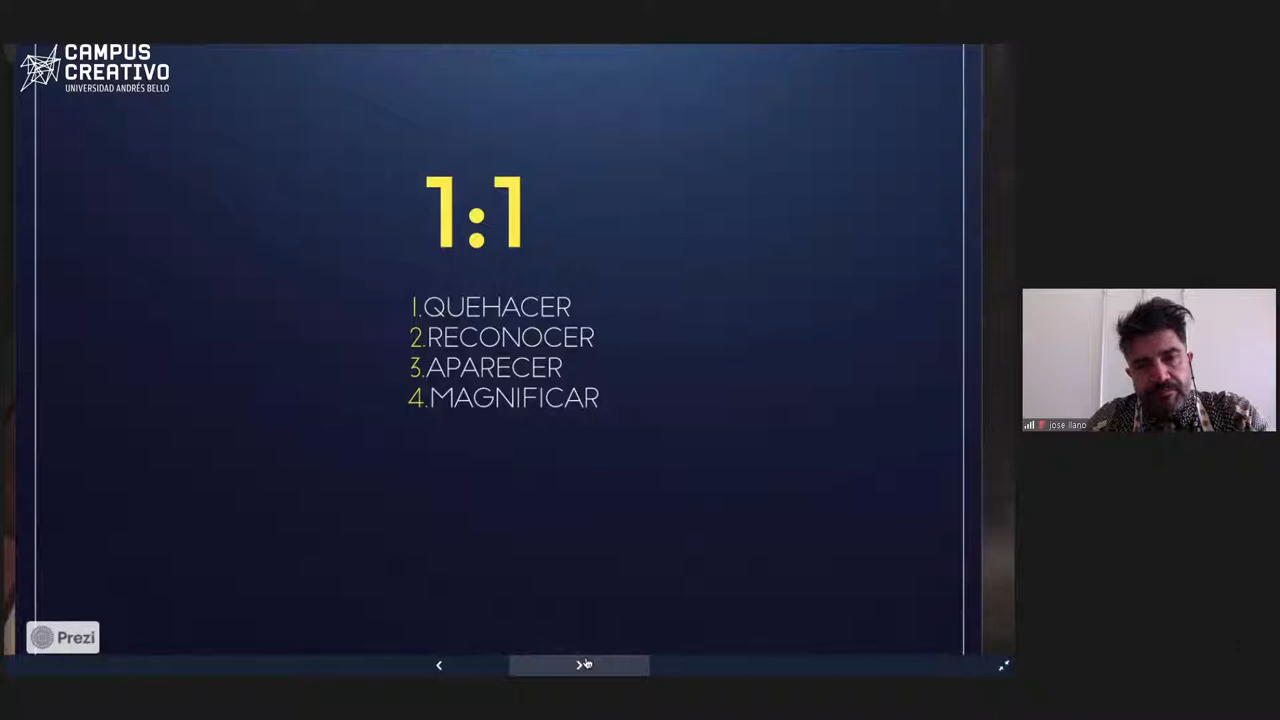 CAMPUS
CREATIVO
UNIVERSIDAD ANDRÉS BELLO
1:1
1.QUEHACER
2.RECONOCER
3.APARECER
4.MAGNIFICAR
jose llano
Prezi